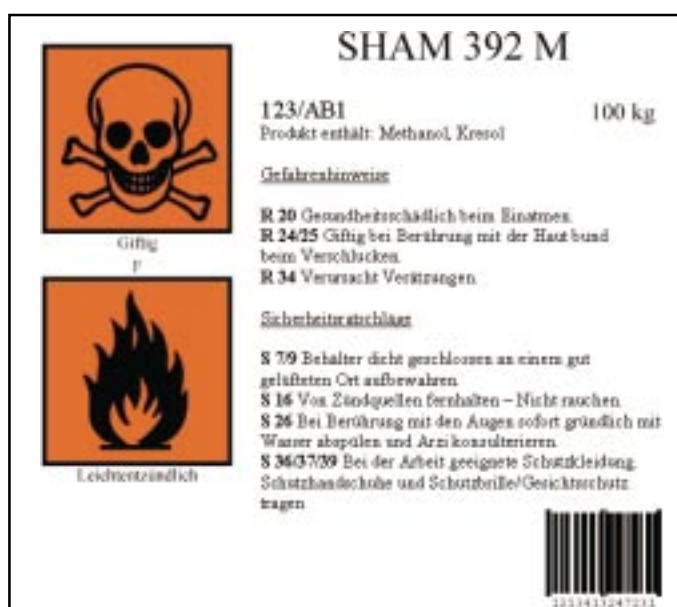 SHAM 392 M
123/AB1 100 kg
Produkt enthält: Methanol, Kresol
Gefahrenhinweise
R 20 Gesundheitsschädlich beim Einatmen.
R 24/25 Giftig bei Berührung mit der Haut bund
beim Verschlucken.
R 34 Verursacht Verätzungen.
Sicherheitsratschläge
S 7/9 Behälter dicht geschlossen an einem gut
gelüfteten Ort aufbewahren.
S 16 Von Zündquellen fernhalten – Nicht rauchen.
S 26 Bei Berührung mit den Augen sofort gründlich mit
Wasser abspülen und Arzt konsulterieren.
S 36/37/39 Bei der Arbeit geeignete Schutzkleidung.
Schutzhandschuhe und Schutzbrille/Gesichtsschutz
tragen
Giftig
F
Leichtentzündlich